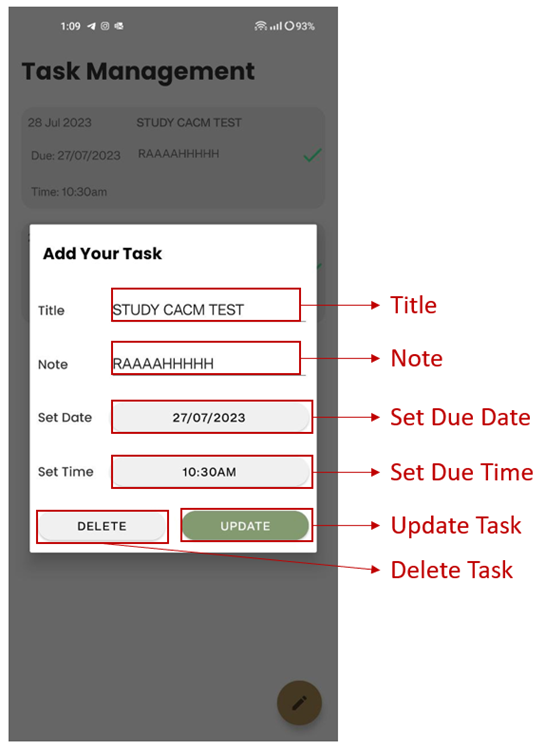 1:09 93%
Task Management
28 Jul 2023 STUDY CACM TEST
Due: 27/07/2023 RAAAAHHHHH
Time: 10:30am
Add Your Task
Title STUDY CACM TEST Title
Note RAAAAHHHHH Note
Set Date 27/07/2023 Set Due Date
Set Time 10:30AM Set Due Time
DELETE UPDATE Update Task
Delete Task